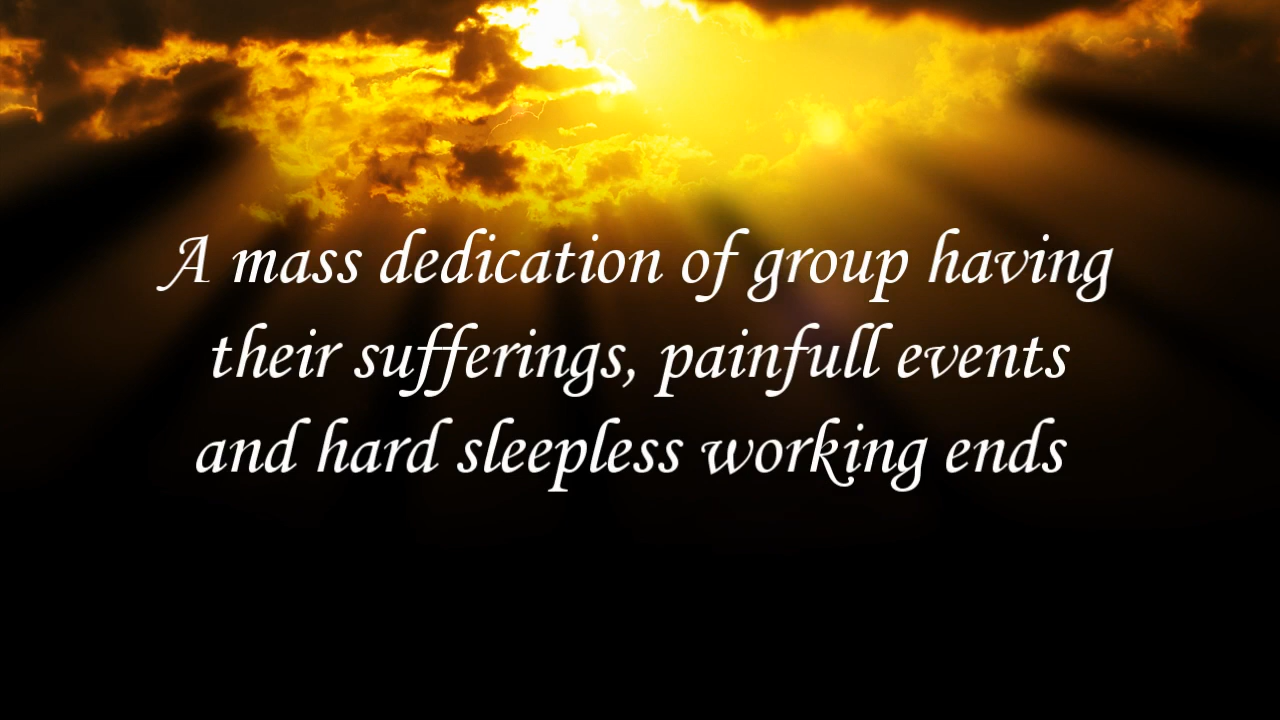 A mass dedication of group having
their sufferings, painfull events
and hard sleepless working ends